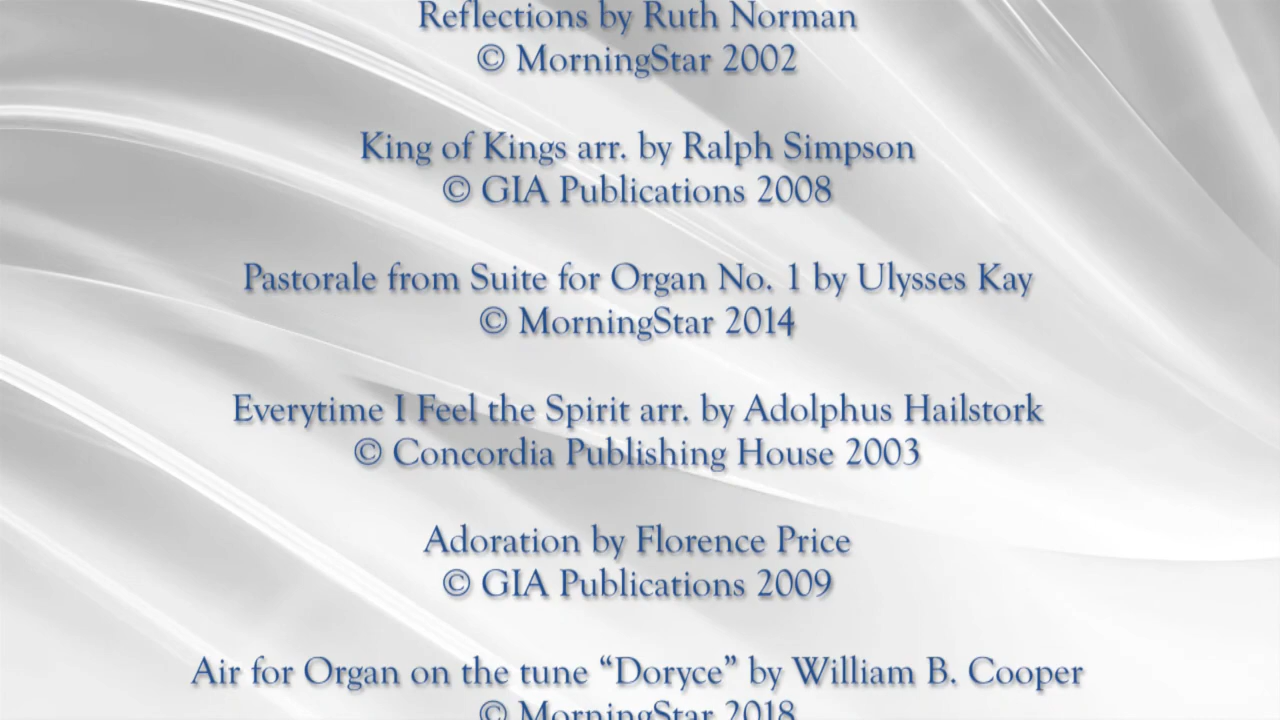 Reflections by Ruth Norman
© MorningStar 2002
King of Kings arr. by Ralph Simpson
© GIA Publications 2008
Pastorale from Suite for Organ No. 1 by Ulysses Kay
© MorningStar 2014
Everytime I Feel the Spirit arr. by Adolphus Hailstork
© Concordia Publishing House 2003
Adoration by Florence Price
© GIA Publications 2009
Air for Organ on the tune “Doryce” by William B. Cooper
© MorningStar 2018